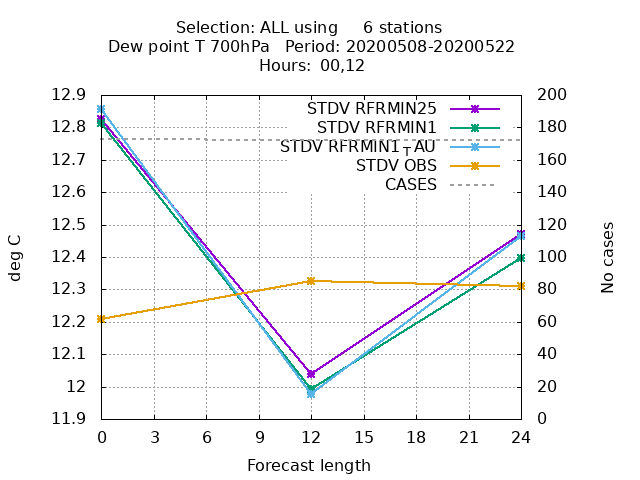 Selection: ALL using 6 stations
Dew point T 700hPa Period: 20200508-20200522
Hours: 00,12
12.9
12.8
12.7
12.6
12.5
12.4
12.3
12.2
12.1
12
11.9
deg C
STDV RFRMIN25
STDV RFRMIN1
STDV RFRMIN1_AU
STDV OBS
CASES
200
180
160
140
120
100
80
60
40
20
0
No cases
0 3 6 9 12 15 18 21 24
Forecast length